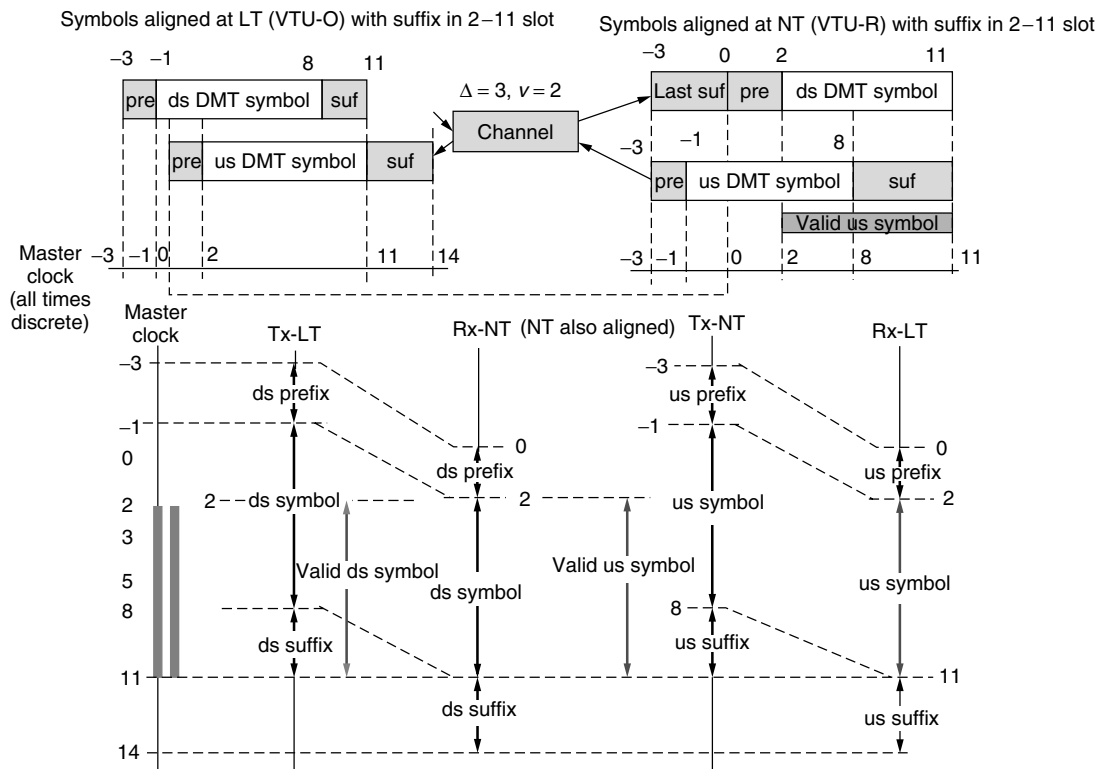 Symbols aligned at LT (VTU-O) with suffix in 2–11 slot
Symbols aligned at NT (VTU-R) with suffix in 2–11 slot
–3 –1 8 11
pre ds DMT symbol suf
pre us DMT symbol suf
Δ = 3, v = 2
Channel
–3 0 2 11
Last suf pre ds DMT symbol
–3 –1 8
pre us DMT symbol suf
Valid us symbol
Master clock (all times discrete)
–3 –1 0 2 11 14
–3 –1 0 2 8 11
Master clock
Tx-LT
Rx-NT (NT also aligned)
Tx-NT
Rx-LT
–3
–1
0
2
3
5
8
11
14
ds prefix
2
ds symbol
Valid ds symbol
ds suffix
0
ds prefix
2
ds symbol
ds suffix
Valid us symbol
–3
us prefix
–1
us symbol
8
us suffix
0
us prefix
2
us symbol
11
us suffix